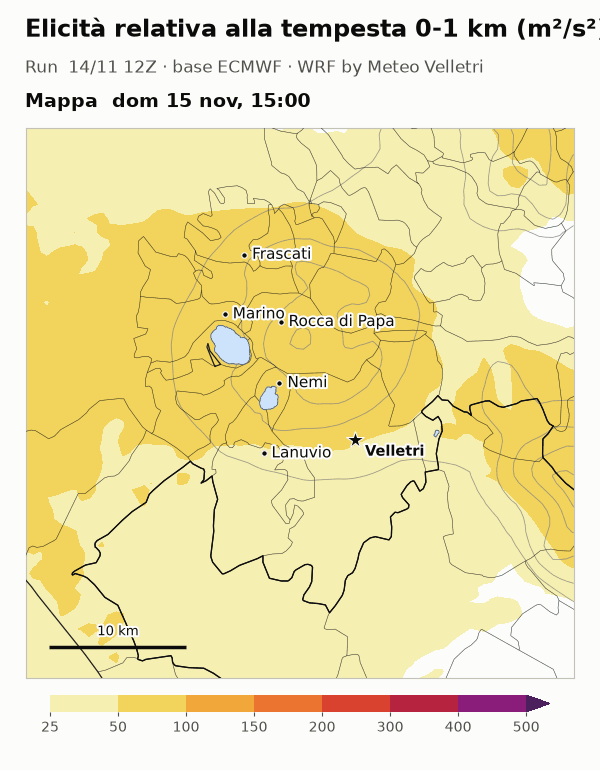 Elicità relativa alla tempesta 0-1 km (m²/s²)
Run  14/11 12Z · base ECMWF · WRF by Meteo Velletri
Mappa  dom 15 nov, 15:00
Frascati
Marino
Rocca di Papa
Nemi
Lanuvio
Velletri
10 km
25 50 100 150 200 300 400 500